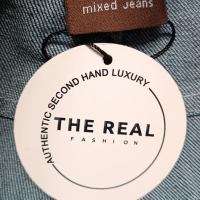 mixed jeans
AUTHENTIC SECOND HAND LUXURY
THE REAL
FASHION